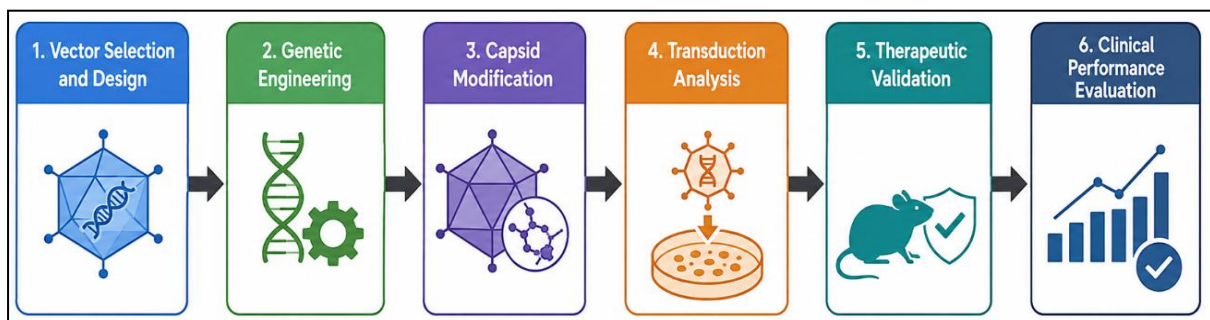 1. Vector Selection
and Design
2. Genetic
Engineering
3. Capsid
Modification
4. Transduction
Analysis
5. Therapeutic
Validation
6. Clinical
Performance
Evaluation